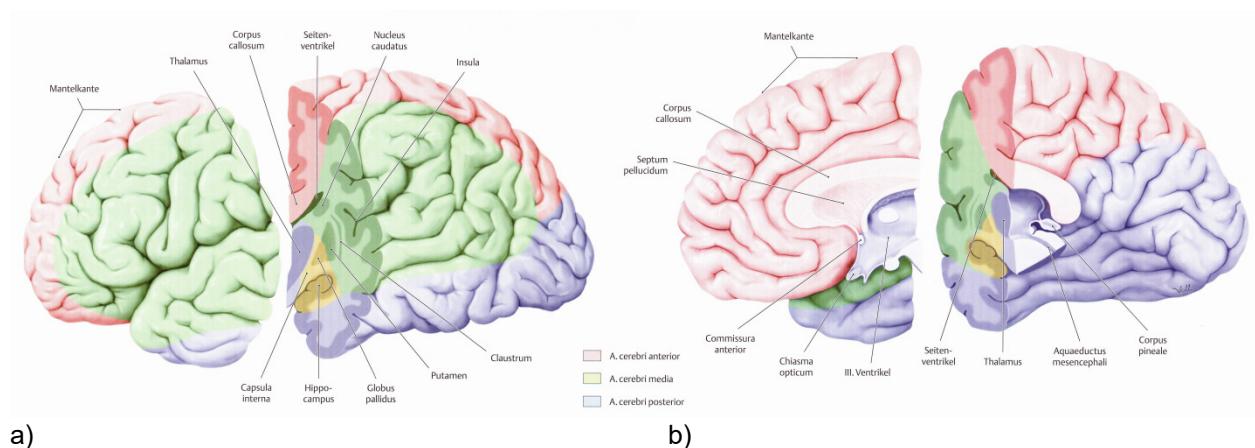 Corpus
callosum
Seiten-
ventrikel
Nucleus
caudatus
Thalamus
Insula
Mantelkante
Capsula
interna
Hippo-
campus
Globus
pallidus
Putamen
Claustrum
A. cerebri anterior
A. cerebri media
A. cerebri posterior
a)
Mantelkante
Corpus
callosum
Septum
pellucidum
Commissura
anterior
Chiasma
opticum
III. Ventrikel
Seiten-
ventrikel
Thalamus
Aquaeductus
mesencephali
Corpus
pineale
b)